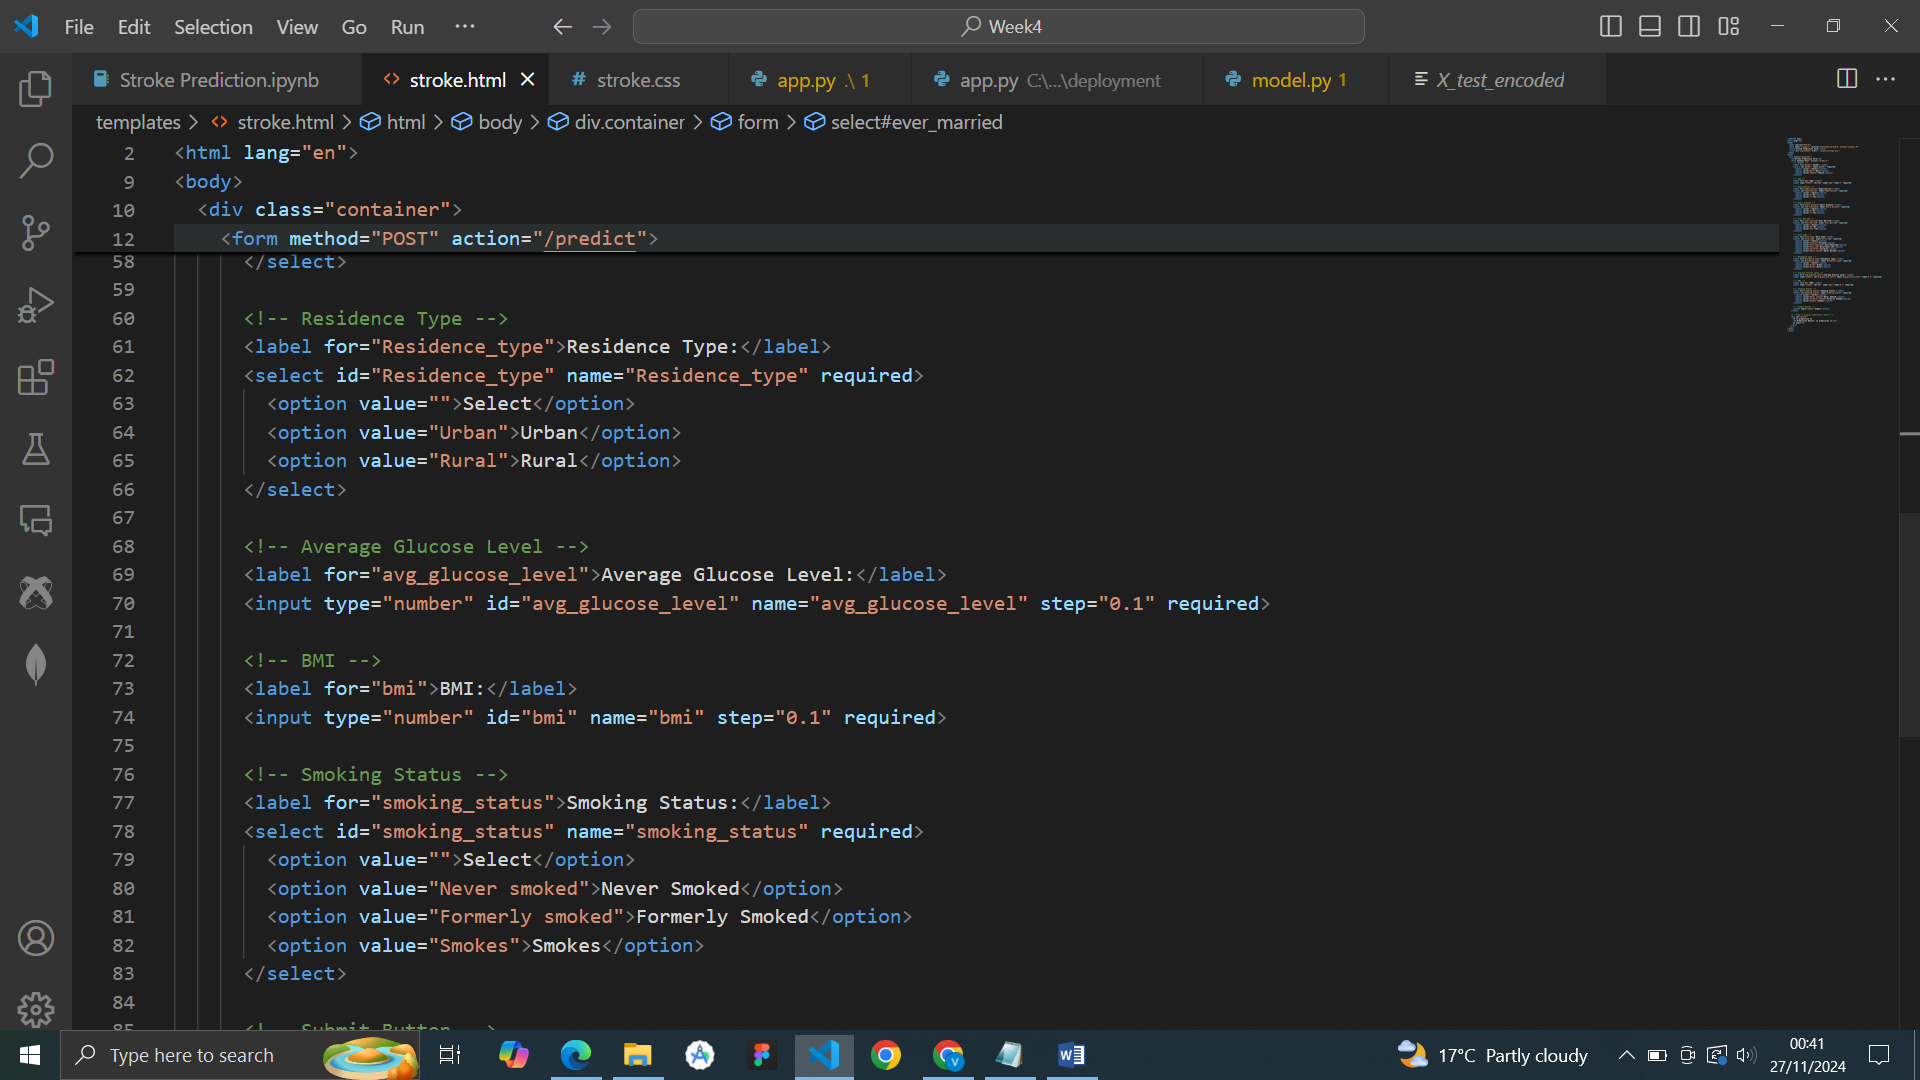 File Edit Selection View Go Run ··· Week4
Stroke Prediction.ipynb <> stroke.html # stroke.css app.py .\ 1 app.py C:\...\deployment model.py 1 X_test_encoded
templates > <> stroke.html > html > body > div.container > form > select#ever_married
2 <html lang="en">
9 <body>
10 <div class="container">
12 <form method="POST" action="/predict">
58 </select>
59
60 <!-- Residence Type -->
61 <label for="Residence_type">Residence Type:</label>
62 <select id="Residence_type" name="Residence_type" required>
63 <option value="">Select</option>
64 <option value="Urban">Urban</option>
65 <option value="Rural">Rural</option>
66 </select>
67
68 <!-- Average Glucose Level -->
69 <label for="avg_glucose_level">Average Glucose Level:</label>
70 <input type="number" id="avg_glucose_level" name="avg_glucose_level" step="0.1" required>
71
72 <!-- BMI -->
73 <label for="bmi">BMI:</label>
74 <input type="number" id="bmi" name="bmi" step="0.1" required>
75
76 <!-- Smoking Status -->
77 <label for="smoking_status">Smoking Status:</label>
78 <select id="smoking_status" name="smoking_status" required>
79 <option value="">Select</option>
80 <option value="Never smoked">Never Smoked</option>
81 <option value="Formerly smoked">Formerly Smoked</option>
82 <option value="Smokes">Smokes</option>
83 </select>
84
85 <!-- Submit Button -->
Type here to search 17°C Partly cloudy 00:41
27/11/2024